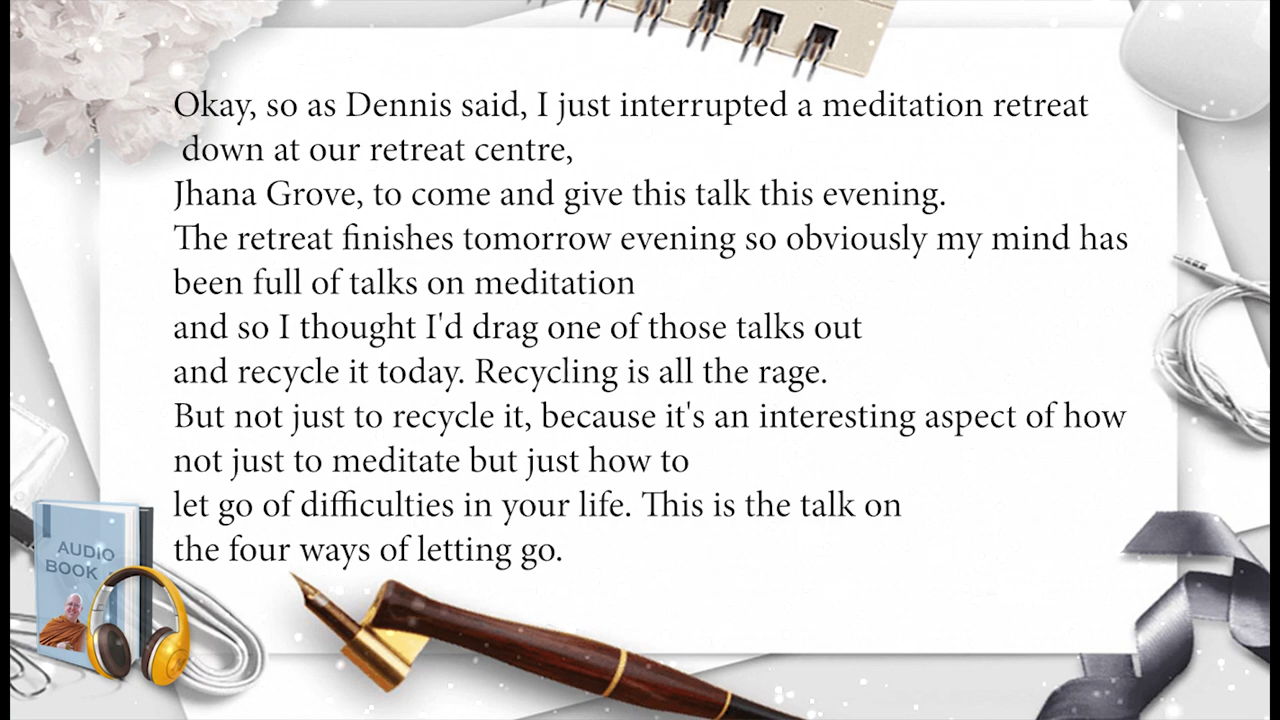 Okay, so as Dennis said, I just interrupted a meditation retreat
down at our retreat centre,
Jhana Grove, to come and give this talk this evening.
The retreat finishes tomorrow evening so obviously my mind has
been full of talks on meditation
and so I thought I'd drag one of those talks out
and recycle it today. Recycling is all the rage.
But not just to recycle it, because it's an interesting aspect of how
not just to meditate but just how to
let go of difficulties in your life. This is the talk on
the four ways of letting go.
AUDIO
BOOK